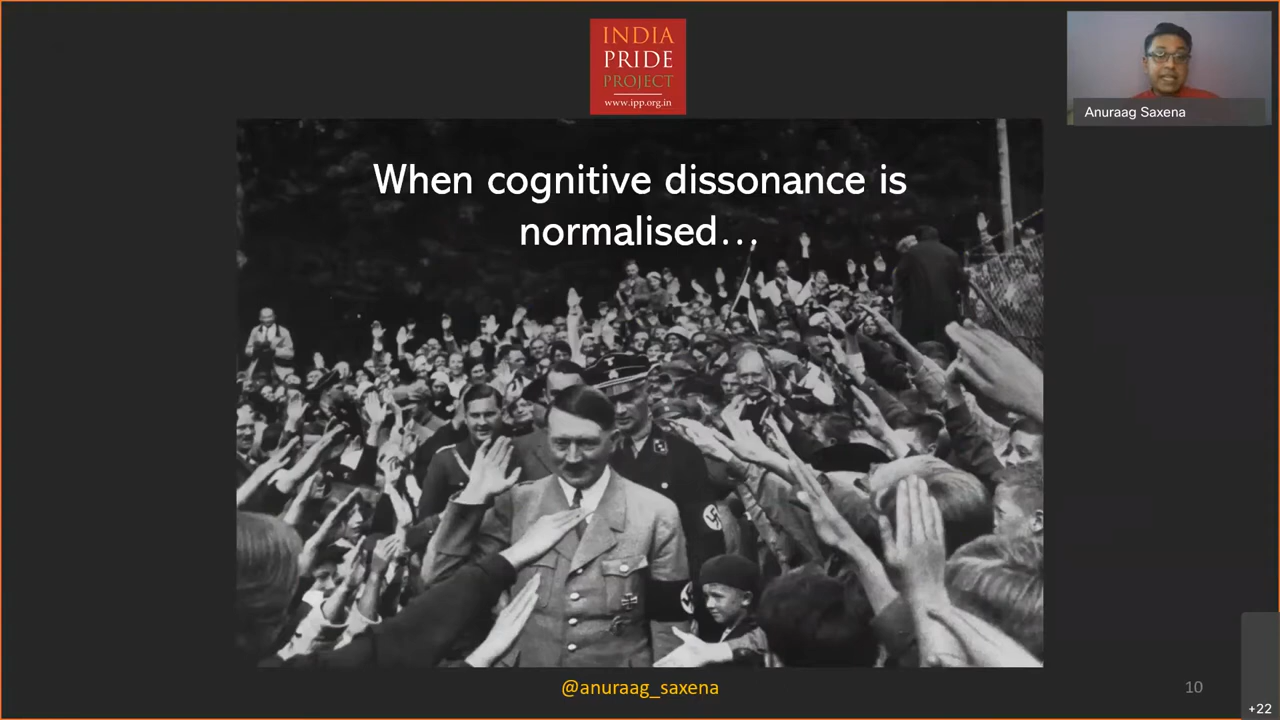 INDIA
PRIDE
PROJECT
www.ipp.org.in
Anuraag Saxena
When cognitive dissonance is
normalised...
@anuraag_saxena
10
+22